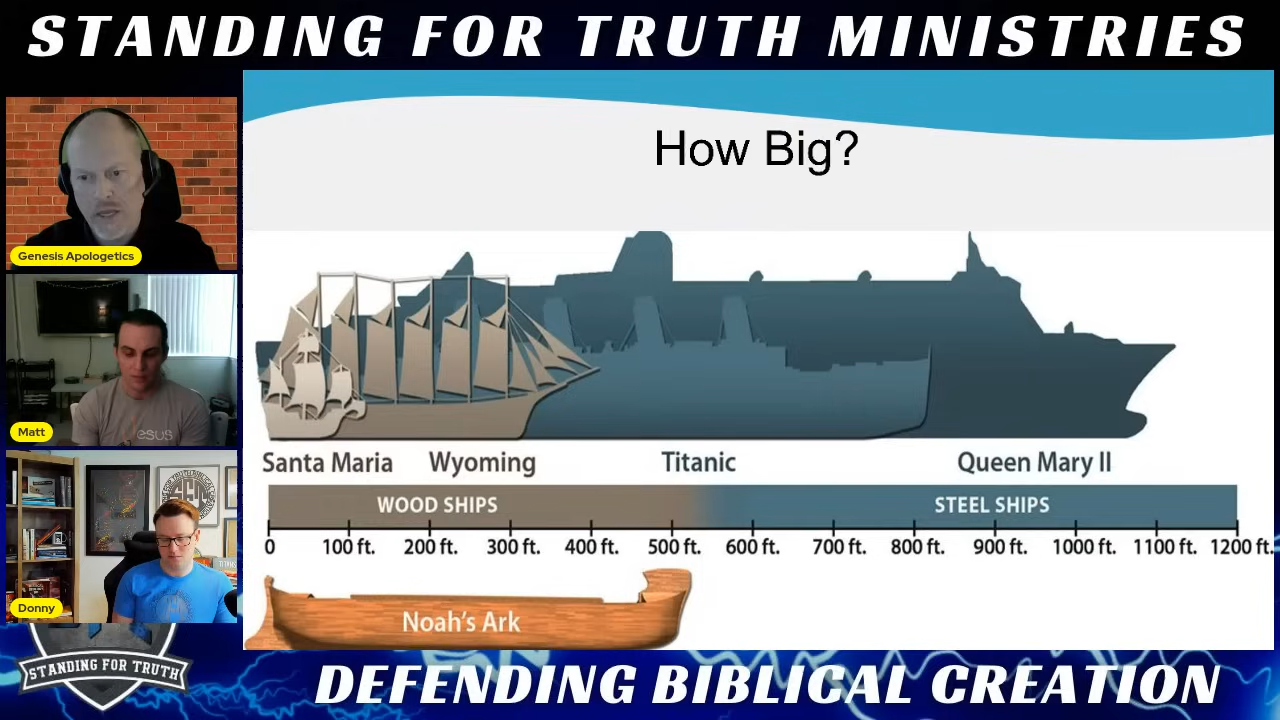 STANDING FOR TRUTH MINISTRIES
Genesis Apologetics
Matt
esus
Donny
STANDING FOR TRUTH
How Big?
Santa Maria Wyoming Titanic Queen Mary II
WOOD SHIPS STEEL SHIPS
0 100 ft. 200 ft. 300 ft. 400 ft. 500 ft. 600 ft. 700 ft. 800 ft. 900 ft. 1000 ft. 1100 ft. 1200 ft.
Noah's Ark
DEFENDING BIBLICAL CREATION